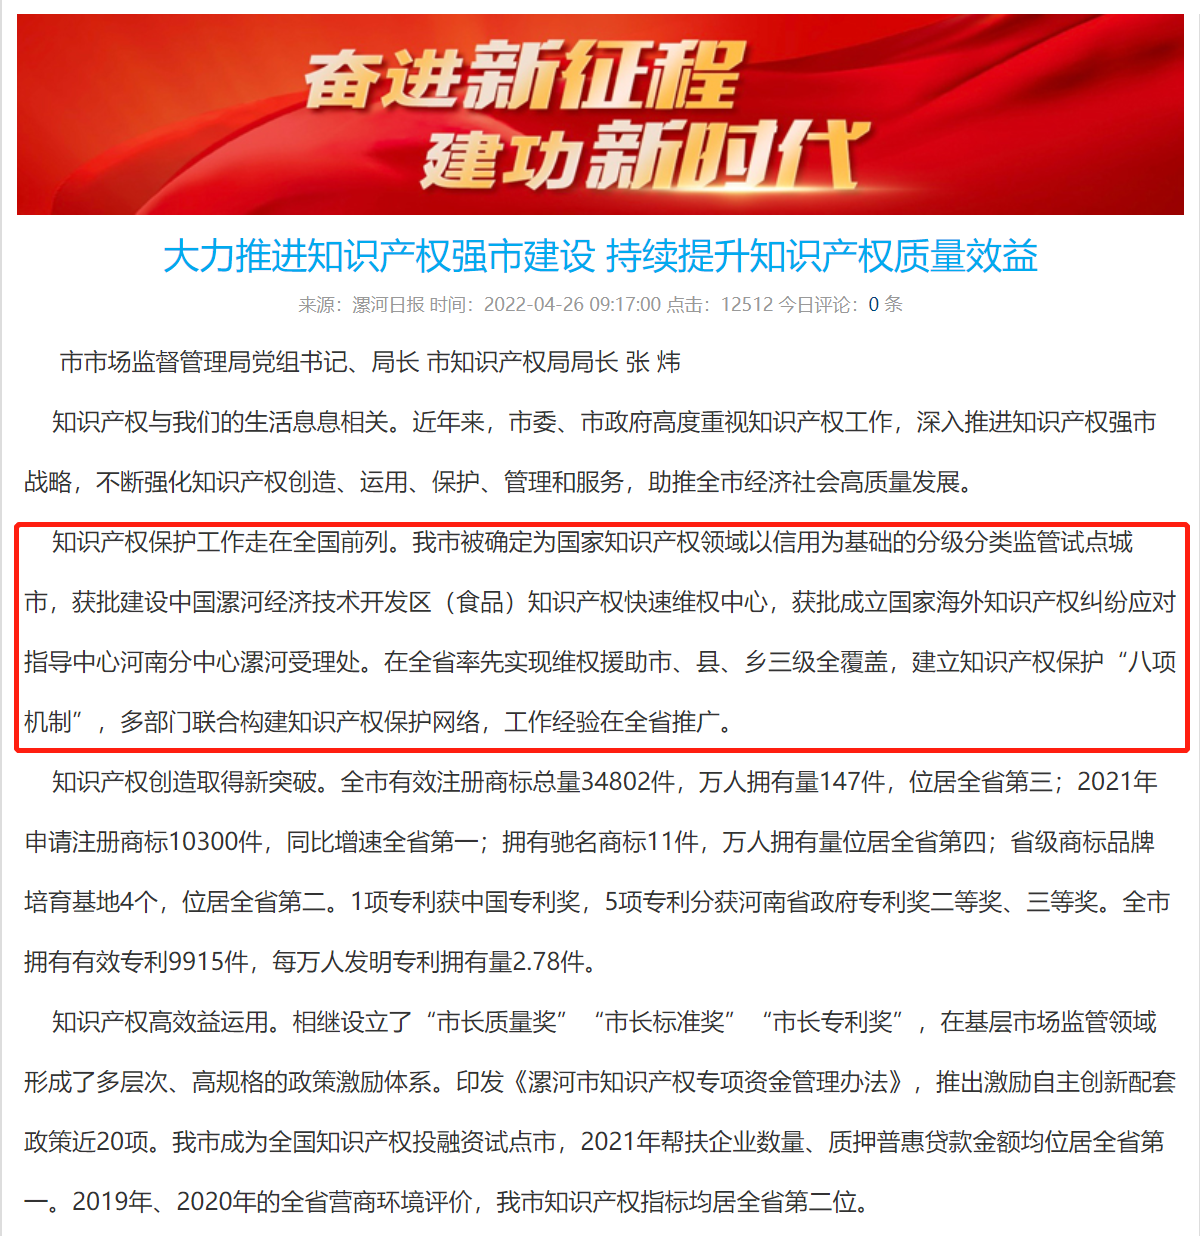 奋进新征程
建功新时代
大力推进知识产权强市建设 持续提升知识产权质量效益
来源：漯河日报 时间：2022-04-26 09:17:00 点击：12512 今日评论：0 条
市市场监督管理局党组书记、局长 市知识产权局局长 张 炜
知识产权与我们的生活息息相关。近年来，市委、市政府高度重视知识产权工作，深入推进知识产权强市
战略，不断强化知识产权创造、运用、保护、管理和服务，助推全市经济社会高质量发展。
知识产权保护工作走在全国前列。我市被确定为国家知识产权领域以信用为基础的分级分类监管试点城
市，获批建设中国漯河经济技术开发区（食品）知识产权快速维权中心，获批成立国家海外知识产权纠纷应对
指导中心河南分中心漯河受理处。在全省率先实现维权援助市、县、乡三级全覆盖，建立知识产权保护“八项
机制”，多部门联合构建知识产权保护网络，工作经验在全省推广。
知识产权创造取得新突破。全市有效注册商标总量34802件，万人拥有量147件，位居全省第三；2021年
申请注册商标10300件，同比增速全省第一；拥有驰名商标11件，万人拥有量位居全省第四；省级商标品牌
培育基地4个，位居全省第二。1项专利获中国专利奖，5项专利分获河南省政府专利奖二等奖、三等奖。全市
拥有有效专利9915件，每万人发明专利拥有量2.78件。
知识产权高效益运用。相继设立了“市长质量奖”“市长标准奖”“市长专利奖”，在基层市场监管领域
形成了多层次、高规格的政策激励体系。印发《漯河市知识产权专项资金管理办法》，推出激励自主创新配套
政策近20项。我市成为全国知识产权投融资试点市，2021年帮扶企业数量、质押普惠贷款金额均位居全省第
一。2019年、2020年的全省营商环境评价，我市知识产权指标均居全省第二位。